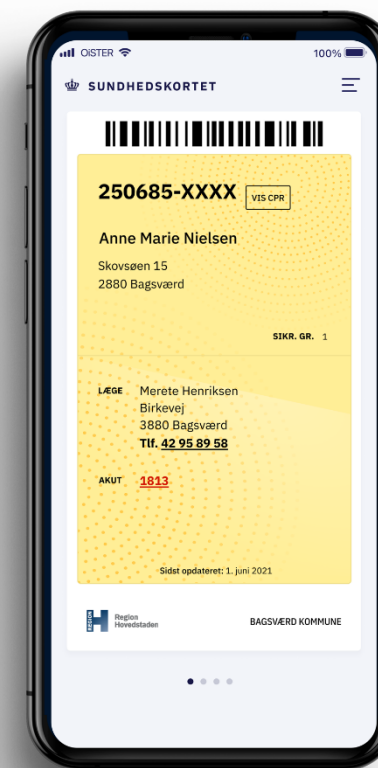 OiSTER
100%
SUNDHEDSKORTET
250685-XXXX
VIS CPR
Anne Marie Nielsen
Skovsøen 15
2880 Bagsværd
SIKR. GR. 1
LÆGE Merete Henriksen
Birkevej
3880 Bagsværd
Tlf. 42 95 89 58
AKUT 1813
Sidst opdateret: 1. juni 2021
REGION
Region
Hovedstaden
BAGSVÆRD KOMMUNE